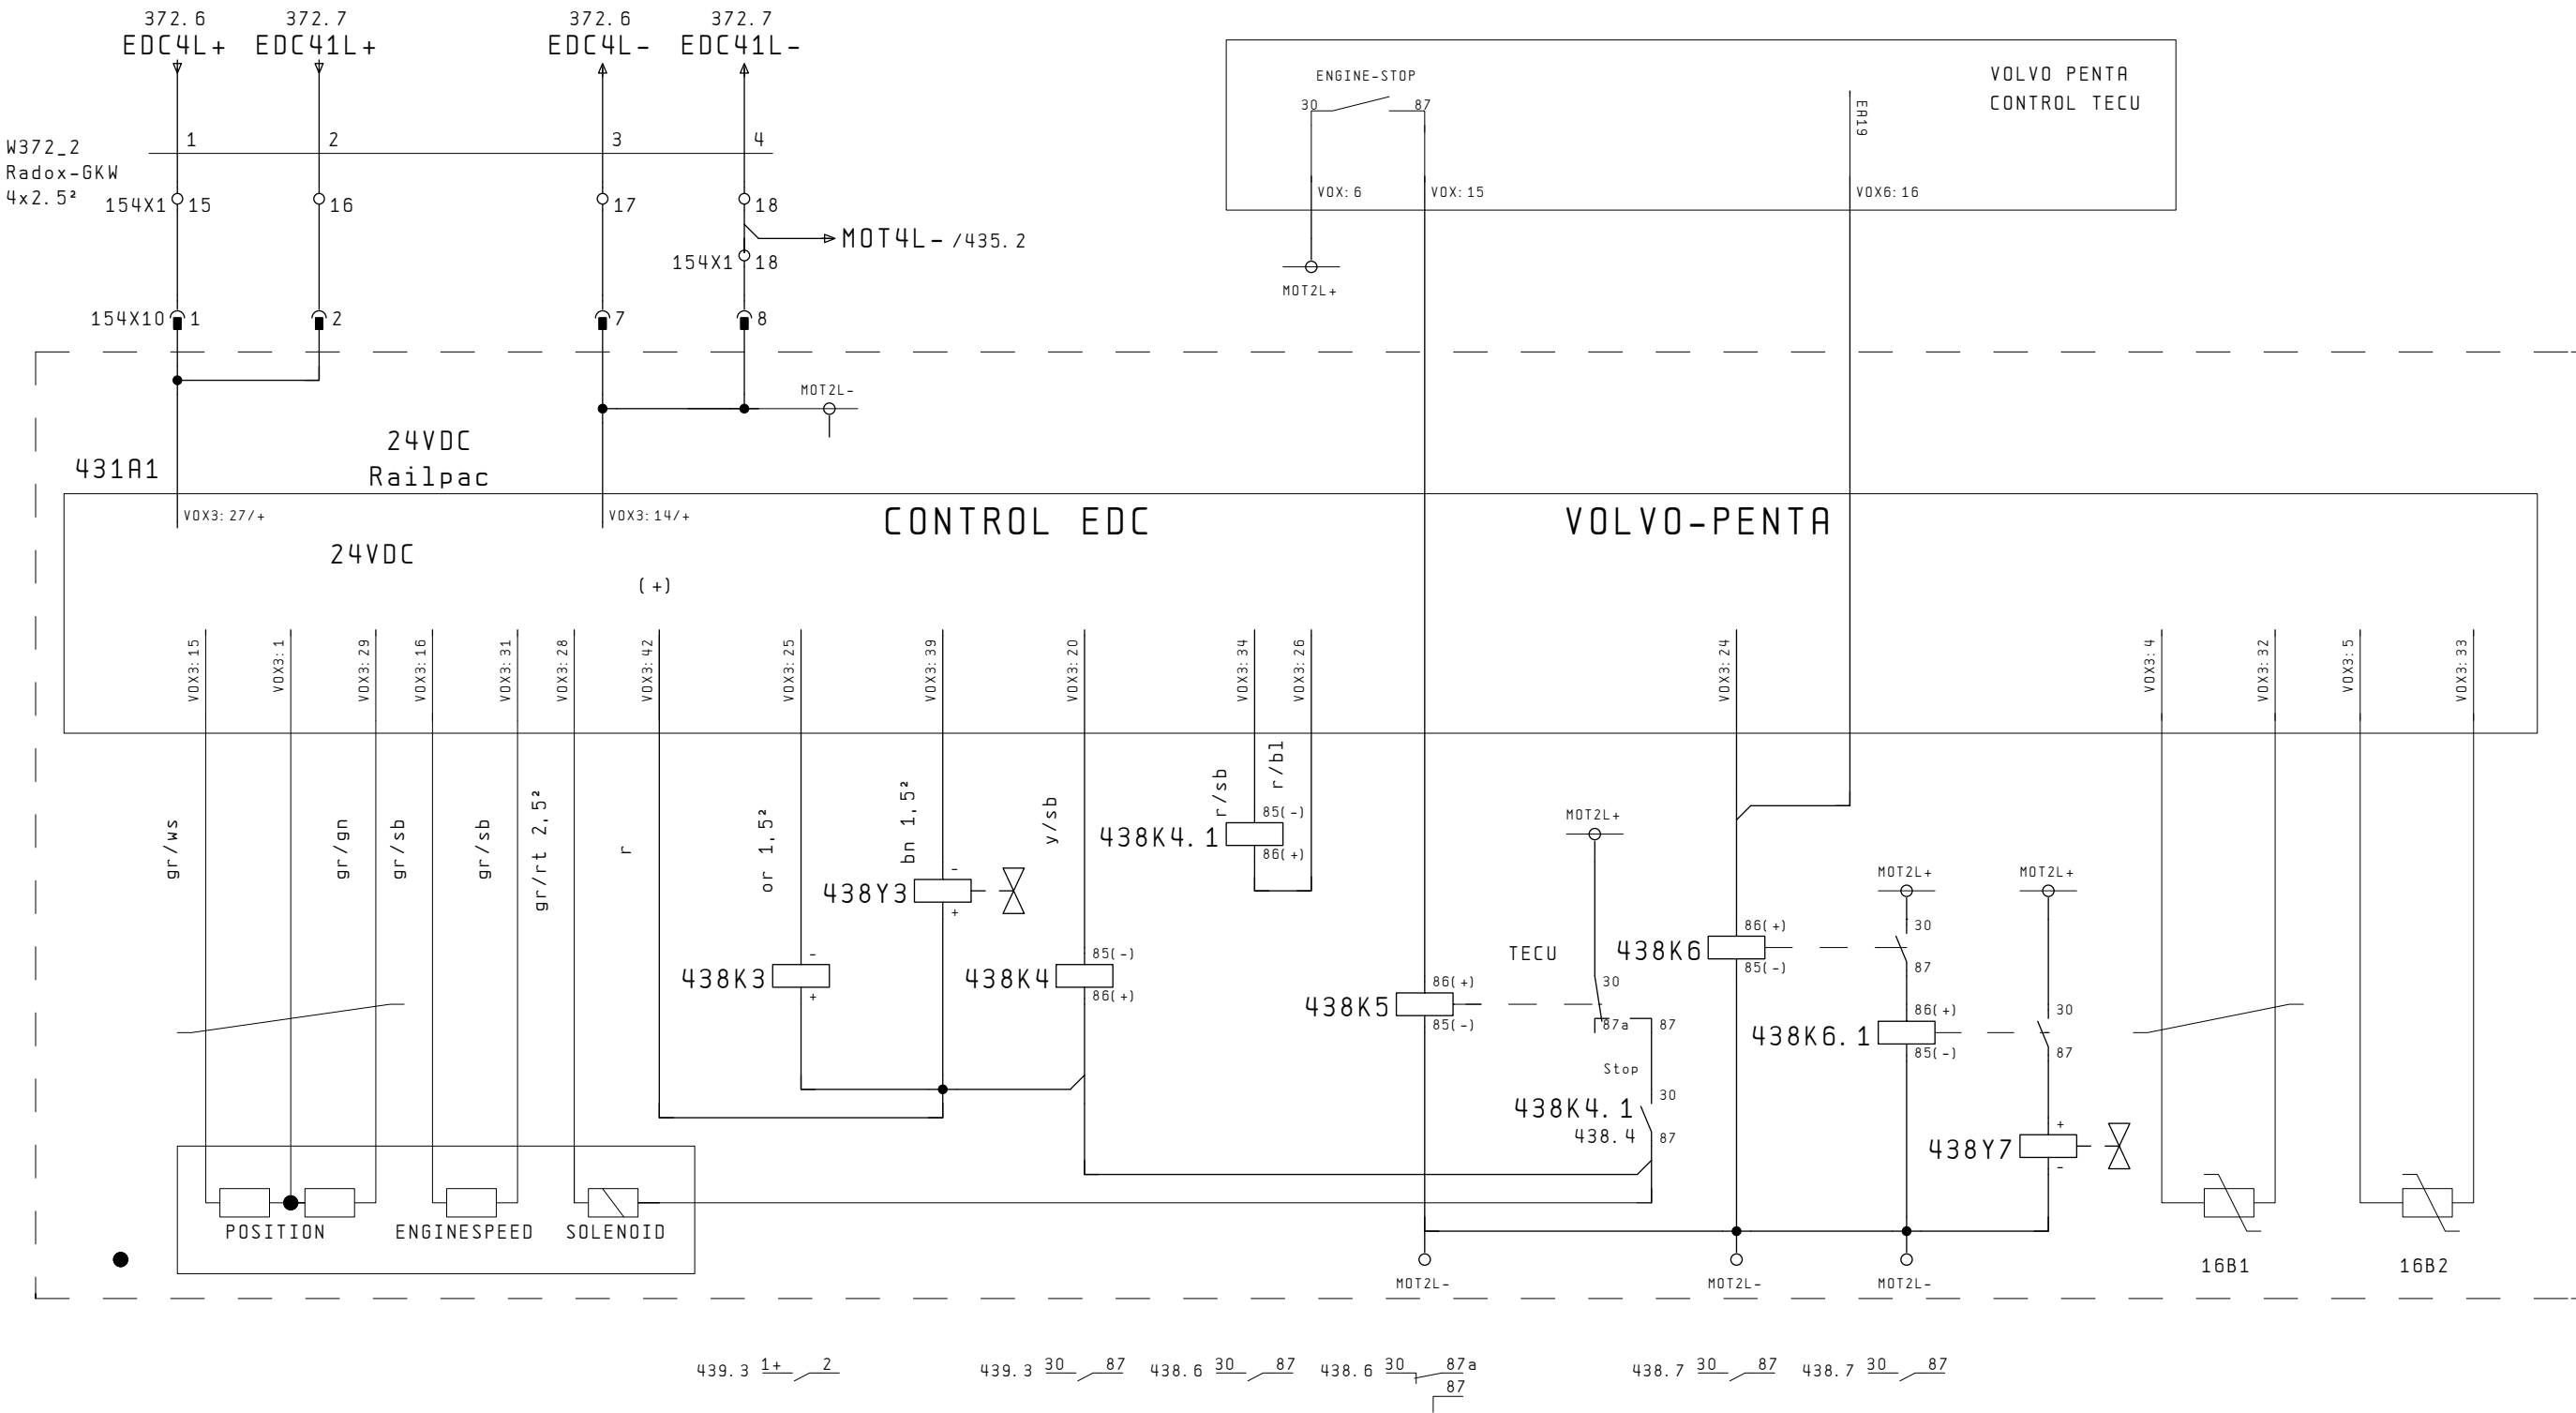 372.6 372.7 372.6 372.7
EDC4L+ EDC41L+ EDC4L- EDC41L-
ENGINE-STOP
VOLVO PENTA
CONTROL TECU
30 87
EA19
1 2 3 4
W372_2
Radox-GKW
4x2.5²
154X1 15 16 17 18
VOX:6 VOX:15 VOX6:16
MOT4L- /435.2
154X1 18
MOT2L+
154X10 1 2 7 8
MOT2L-
24VDC
Railpac
431A1
VOX3:27/+ VOX3:14/+
CONTROL EDC VOLVO-PENTA
24VDC
(+)
VOX3:15 VOX3:1 VOX3:29 VOX3:16 VOX3:31 VOX3:28 VOX3:42 VOX3:25 VOX3:39 VOX3:20 VOX3:34 VOX3:26 VOX3:24 VOX3:4 VOX3:32 VOX3:5 VOX3:33
gr/ws gr/gn gr/sb gr/sb gr/rt 2,5² r or 1,5² bn 1,5² y/sb r/sb r/bl
85(-)
438K4.1
86(+)
MOT2L+
-
438Y3
+
MOT2L+ MOT2L+
-
438K3
+
85(-)
438K4
86(+)
86(+)
438K5
85(-)
TECU
30
87a 87
Stop
30
438K4.1
438.4 87
86(+)
438K6
85(-)
30
87
86(+)
438K6.1
85(-)
30
87
+
438Y7
-
POSITION ENGINESPEED SOLENOID
16B1 16B2
MOT2L- MOT2L- MOT2L-
439.3 1+ 2
439.3 30 87
438.6 30 87
438.6 30 87a
87
438.7 30 87
438.7 30 87